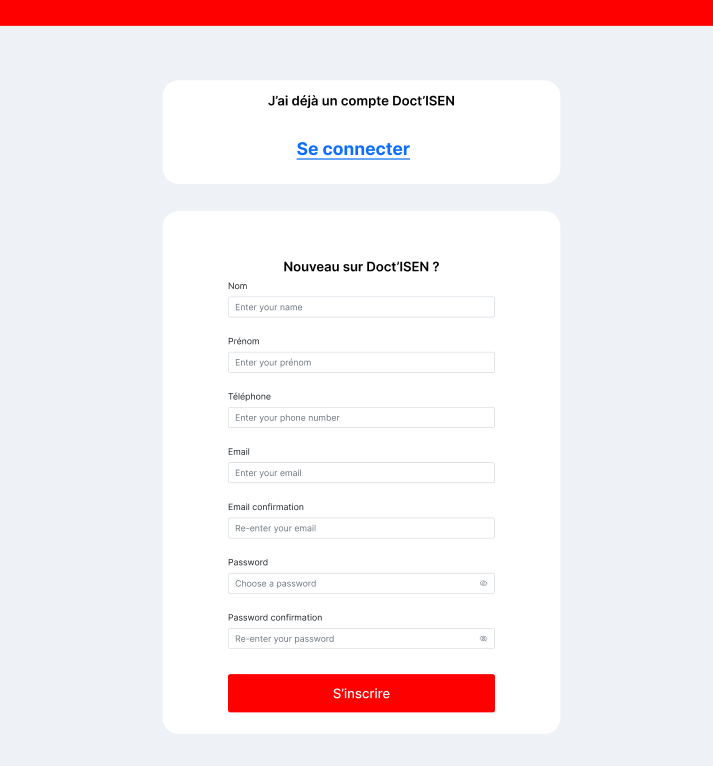 J’ai déjà un compte Doct’ISEN
Se connecter
Nouveau sur Doct’ISEN ?
Nom
Enter your name
Prénom
Enter your prénom
Téléphone
Enter your phone number
Email
Enter your email
Email confirmation
Re-enter your email
Password
Choose a password
Password confirmation
Re-enter your password
S’inscrire